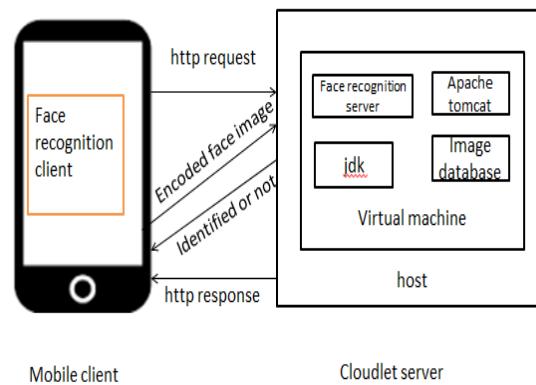 http request
Face recognition
server
Apache
tomcat
Face
recognition
client
Encoded face image
Identified or not
jdk
Image
database
Virtual machine
host
http response
Mobile client
Cloudlet server